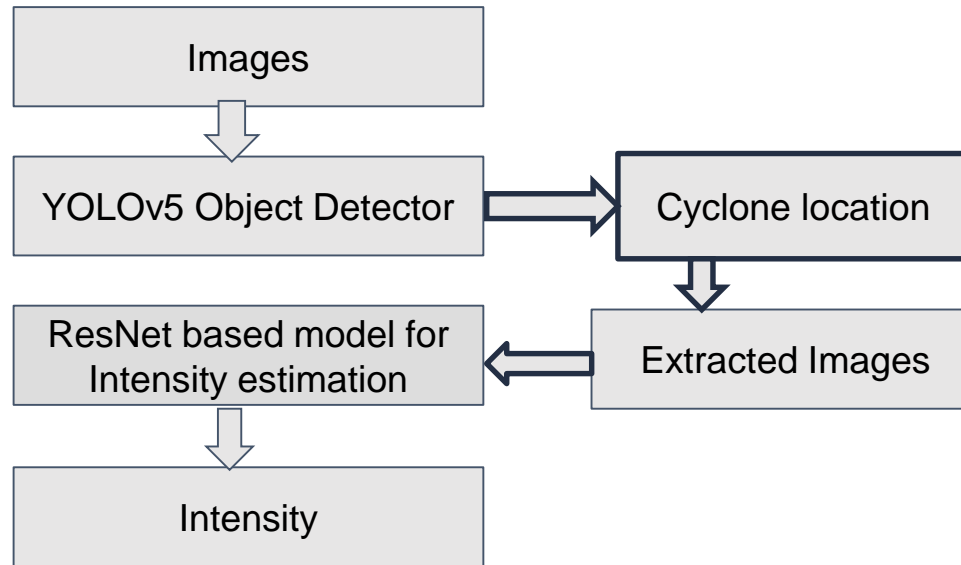 Images
YOLOv5 Object Detector
Cyclone location
Extracted Images
ResNet based model for
Intensity estimation
Intensity